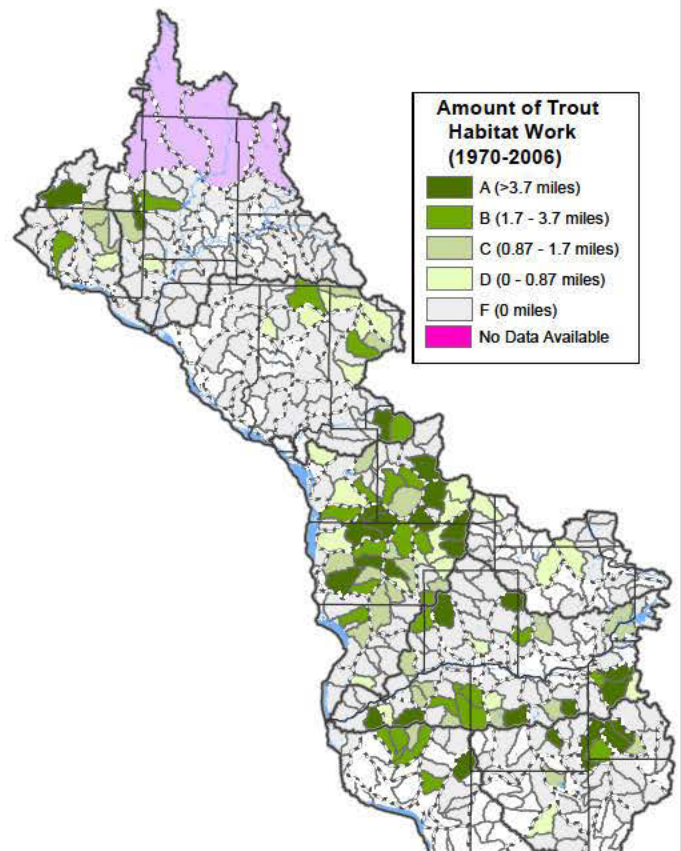 Amount of Trout
Habitat Work
(1970-2006)
A (>3.7 miles)
B (1.7 - 3.7 miles)
C (0.87 - 1.7 miles)
D (0 - 0.87 miles)
F (0 miles)
No Data Available